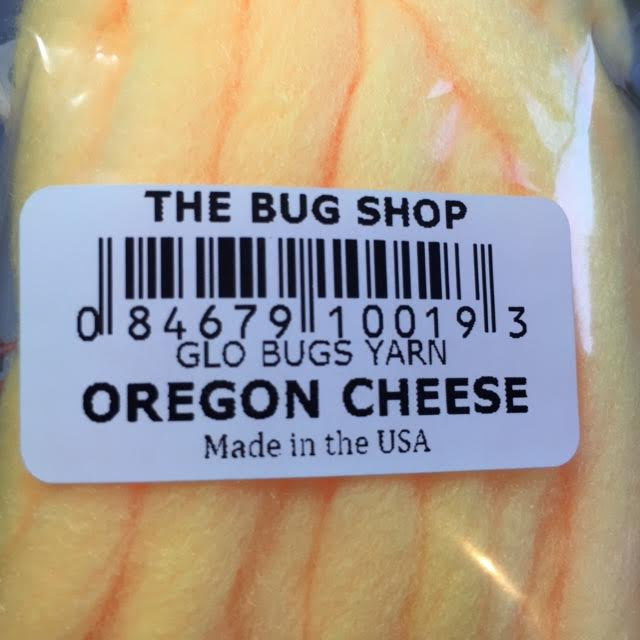 THE BUG SHOP
0 84679 10019 3
GLO BUGS YARN
OREGON CHEESE
Made in the USA